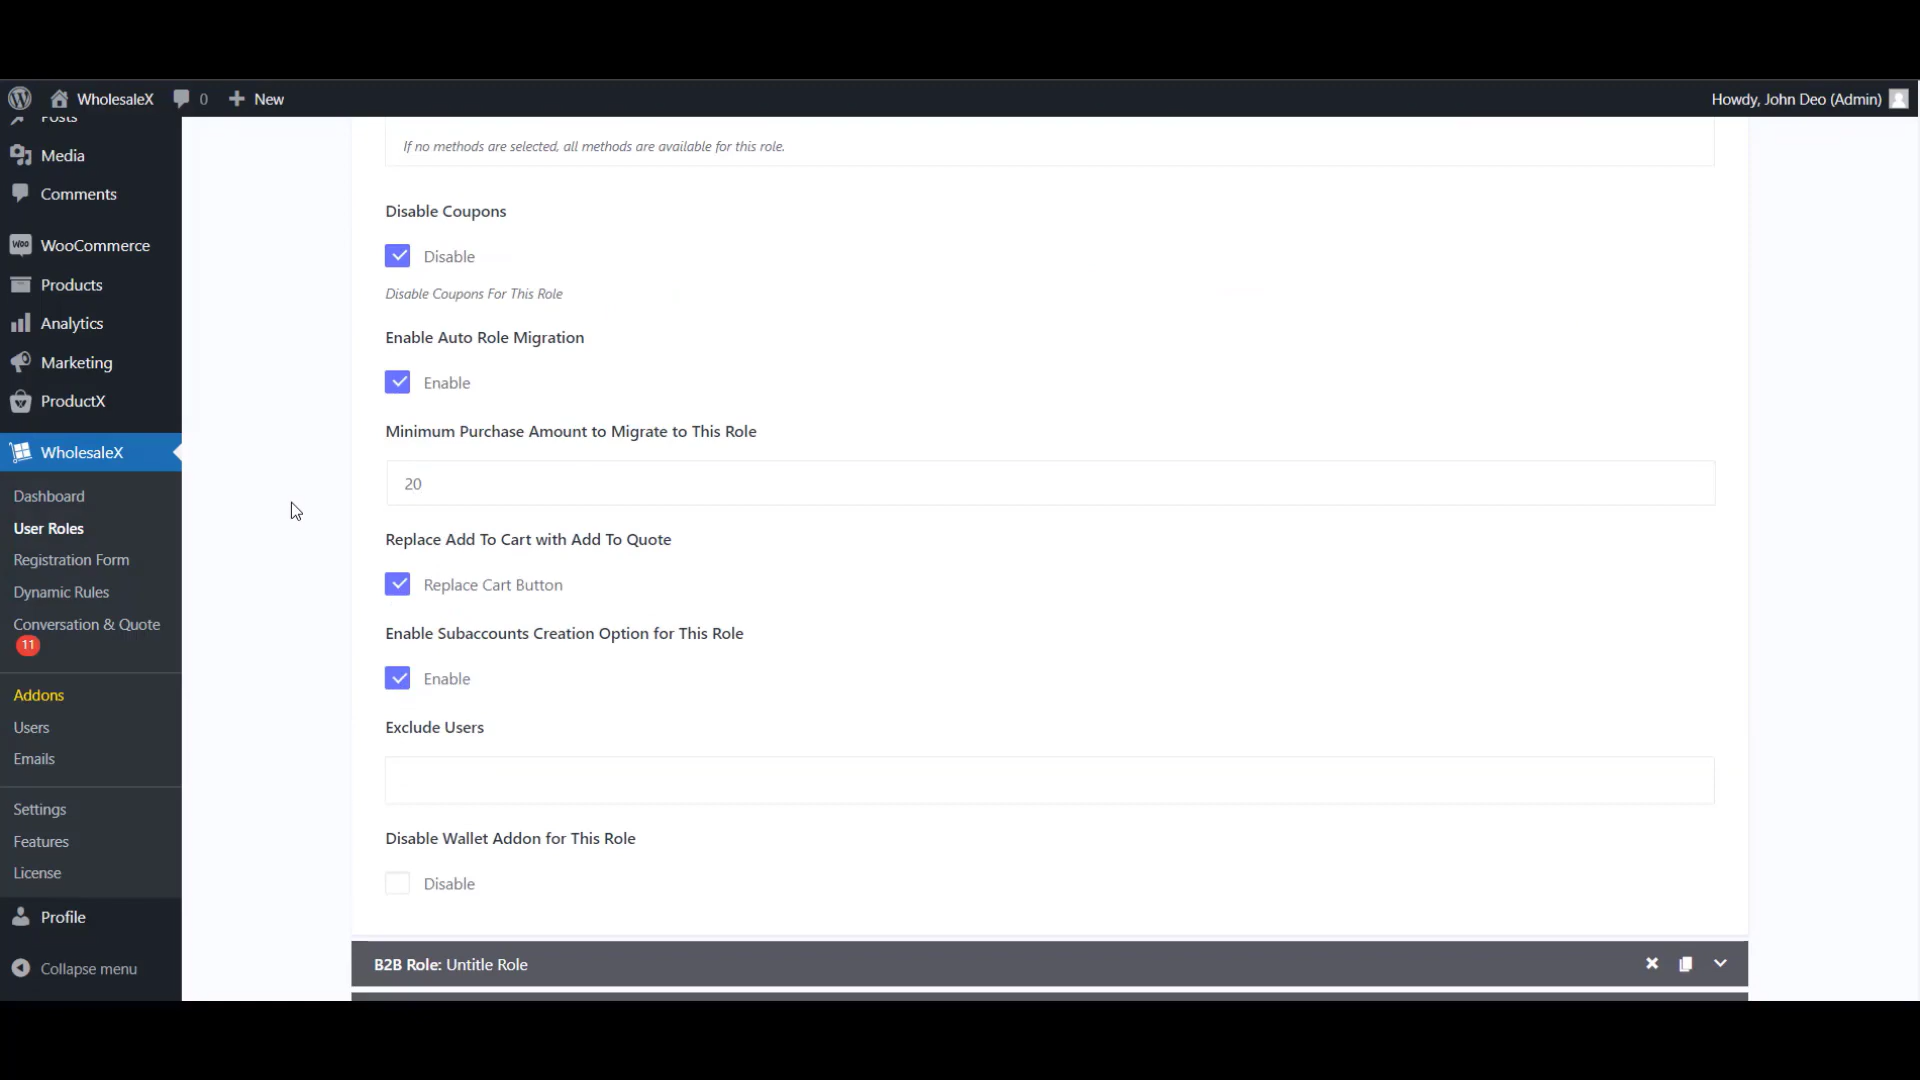 WholesaleX 0 New Howdy, John Deo (Admin)
Posts
Media
Comments
WooCommerce
Products
Analytics
Marketing
ProductX
WholesaleX
Dashboard
User Roles
Registration Form
Dynamic Rules
Conversation & Quote
11
Addons
Users
Emails
Settings
Features
License
Profile
Collapse menu
If no methods are selected, all methods are available for this role.
Disable Coupons
Disable
Disable Coupons For This Role
Enable Auto Role Migration
Enable
Minimum Purchase Amount to Migrate to This Role
20
Replace Add To Cart with Add To Quote
Replace Cart Button
Enable Subaccounts Creation Option for This Role
Enable
Exclude Users
Disable Wallet Addon for This Role
Disable
B2B Role: Untitle Role